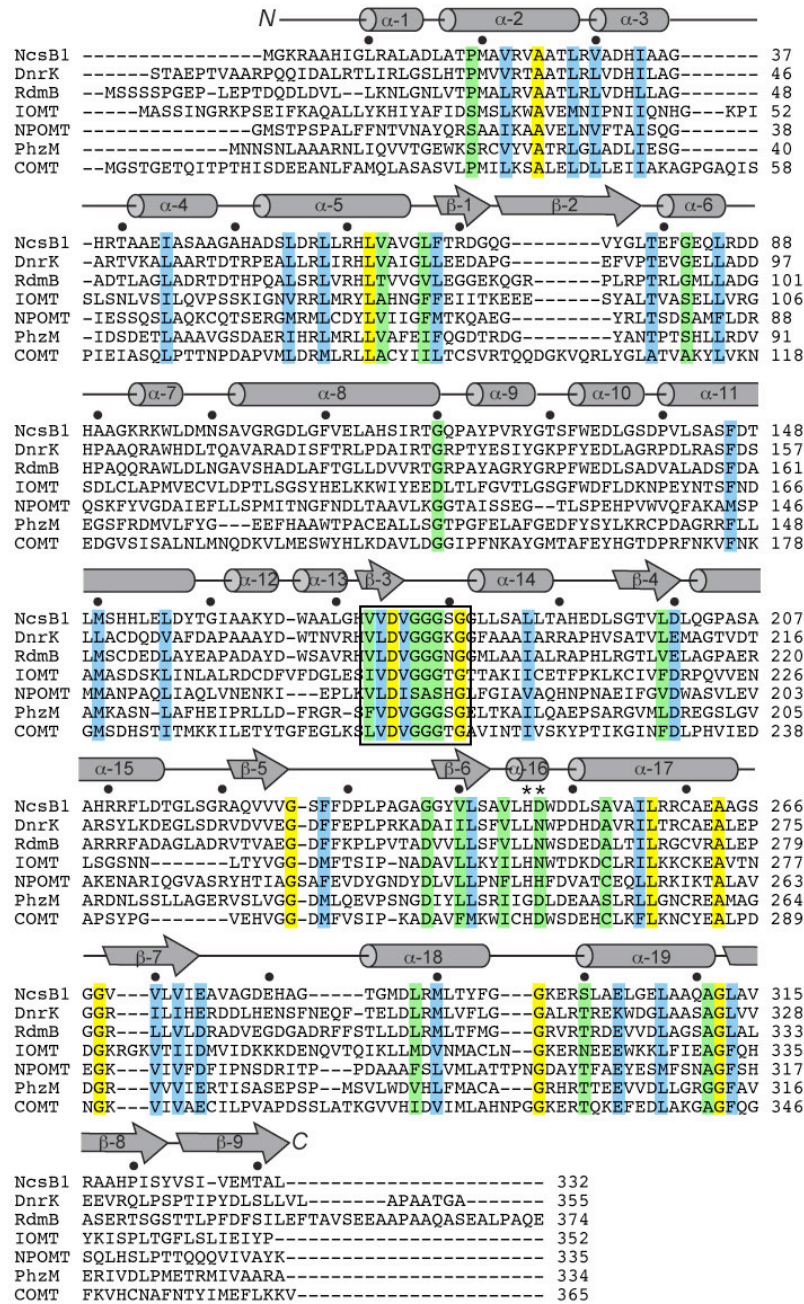 N α-1 α-2 α-3
NcsB1 ----------------MGKRAAHIGLRALADLATPMAVRVAATLRVADHIAAG------ 37
DnrK -------STAEPTVAARPQQIDALRTLIRLGSLHTPMVVRTAATLRLVDHILAG------ 46
RdmB ---MSSSSPGEP-LEPTDQDLDVL--LKNLGNLVTPMALRVAATLRLVDHLLAG------ 48
IOMT -----MASSINGRKPSEIFKAQALLYKHIYAFIDSMSLKWAVEMNIPNIIQNHG---KPI 52
NPOMT ---------GMSTPSPALFFNTVNAYQRSAAIKAAVELNVFTAISQG------ 38
PhzM --------MNNSNLAAARNLIQVVTGEWKSRCVYVATRLGLADLIESG------ 40
COMT --MGSTGETQITPTHISDEEANLFAMQLASASVLPMILKSALELDLLEIIAKAGPGAQIS 58
α-4 α-5 β-1 β-2 α-6
NcsB1 -HRTAAEIASAAGAHADSLDRLLRHLVAVGLFTRDGQG-------VYGLTEFGEQLRDD 88
DnrK -ARTVKALAARTDTRPEALLRLIRHLVAIGLLEEDAPG-------EFVPTEVGELLADD 97
RdmB -ADTLAGLADRTDTHPQALSRLVRHLTVVGVLEGGEKQGR----PLRPTRLGMLLADG 101
IOMT SLSNLVSILQVPSSKIGNVRRLMRYLAHNGFFEIITKEEE-----SYALTVASELLVRG 106
NPOMT -IESSQSLAQKCQTSERGMRMLCDYLVIIGFMTKQAEG-------YRLTSDSAMFLDR 88
PhzM -IDSDETLAAAVGSDAERIHRLMRLLVAFEIFQGDTRDG------YANTPTSHLLRDV 91
COMT PIEIASQLPTTNPDAPVMLDRMLRLLACYIILTCSVRTQQDGKVQRLYGLATVAKYLVKN 118
α-7 α-8 α-9 α-10 α-11
NcsB1 HAAGKRKWLDMNSAVGRGDLGFVELAHSIRTGQPAYPVRYGTSFWEDLGSDPVLSASFDT 148
DnrK HPAAQRAWHDLTQAVARADISFTRLPDAIRTGRPTYESIYGKPFYEDLAGRPDLRASFDS 157
RdmB HPAQQRAWLDLNGAVSHADLAFTGLLDVVRTGRPAYAGRYGRPFWEDLSADVALADSFDA 161
IOMT SDLCLAPMVECVLDPTLSGSYHELKKWIYEEDLTLFGVTLGSGFWDFLDKNPEYNTSFND 166
NPOMT QSKFYVGDAIEFLLSPMITNGFNDLTAAVLKGGTAISSEG--TLSPEHPVWVQFAKAMSP 146
PhzM EGSFRDMVLFYG---EEFHAAWTPACEALLSGTPGFELAFGEDFYSYLKRCPDAGRRFLL 148
COMT EDGVSISALNLMNQDKVLMESWYHLKDAVLDGGIPFNKAYGMTAFEYHGTDPRFNKVFNK 178
α-12 α-13 β-3 α-14 β-4
NcsB1 LMSHHLELDYTGIAAKYD-WAALGHVVDVGGGSGGLLSALLTAHEDLSGTVLDLQGPASA 207
DnrK LLACDQDVAFDAPAAAYD-WTNVRHVLDVGGGKGGFAAAIARRAPHVSATVLEMAGTVDT 216
RdmB LMSCDEDLAYEAPADAYD-WSAVRHVLDVGGGNGGMLAAIALRAPHLRGTLVELAGPAER 220
IOMT AMASDSKLINLALRDCDFVFDGLESIVDVGGGTGTTAKIICETFPKLKCIVFDRPQVVEN 226
NPOMT MMANPAQLIAQLVNENKI---EPLKVLDISASHGLFGIAVAQHNPNAEIFGVDWASVLEV 203
PhzM AMKASN-LAFHEIPRLLD-FRGR-SFVDVGGGSGELTKAILQAEPSARGVMLDREGSLGV 205
COMT GMSDHSTITMKKILETYTGFEGLKSLVDVGGGTGAVINTIVSKYPTIKGINFDLPHVIED 238
α-15 β-5 β-6 α-16 α-17
**
NcsB1 AHRRFLDTGLSGRAQVVVG-SFFDPLPAGAGGYVLSAVLHDWDDLSAVAILRRCAEAAGS 266
DnrK ARSYLKDEGLSDRVDVVEG-DFFEPLPRKADAIILSFVLLNWPDHDAVRILTRCAEALEP 275
RdmB ARRRFADAGLADRVTVAEG-DFFKPLPVTADVVLLSFVLLNWSDEDALTILRGCVRALEP 279
IOMT LSGSNN------LTYVGG-DMFTSIP-NADAVLLKYILHNWTDKDCLRILKKCKEAVTN 277
NPOMT AKENARIQGVASRYHTIAGSAFEVDYGNDYDLVLLPNFLHHFDVATCEQLLRKIKTALAV 263
PhzM ARDNLSSLLAGERVSLVGG-DMLQEVPSNGDIYLLSRIIGDLDEAASLRLLGNCREAMAG 264
COMT APSYPG------VEHVGG-DMFVSIP-KADAVFMKWICHDWSDEHCLKFLKNCYEALPD 289
β-7 α-18 α-19
NcsB1 GGV---VLVIEAVAGDEHAG----TGMDLRMLTYFG---GKERSLAELGELAAQAGLAV 315
DnrK GGR---ILIHERDDLHENSFNEQF-TELDLRMLVFLG---GALRTREKWDGLAASAGLVV 328
RdmB GGR---LLVLDRADVEGDGADRFFSTLLDLRMLTFMG---GRVRTRDEVVDLAGSAGLAL 333
IOMT DGKRGKVTIIDMVIDKKKDENQVTQIKLLMDVNMACLN--GKERNEEEWKKLFIEAGFQH 335
NPOMT EGK---VIVFDFIPNSDRITP--PDAAAFSLVMLATTPNGDAYTFAEYESMFSNAGFSH 317
PhzM DGR---VVVIERTISASEPSP--MSVLWDVHLFMACA---GHRRTTEEVVDLLGRGGFAV 316
COMT NGK---VIVAECILPVAPDSSLATKGVVHIDVIMLAHNPGGKERTQKEFEDLAKGAGFQG 346
β-8 β-9 C
NcsB1 RAAHPISYVSI-VEMTAL----------------- 332
DnrK EEVRQLPSPTIPYDLSLLVL-------APAATGA---- 355
RdmB ASERTSGSTTLPFDFSILEFTAVSEEAAPAAQASEALPAQE 374
IOMT YKISPLTGFLSLIEIYP------------------ 352
NPOMT SQLHSLPTTQQQVIVAYK----------------- 335
PhzM ERIVDLPMETRMIVAARA----------------- 334
COMT FKVHCNAFNTYIMEFLKKV---------------- 365